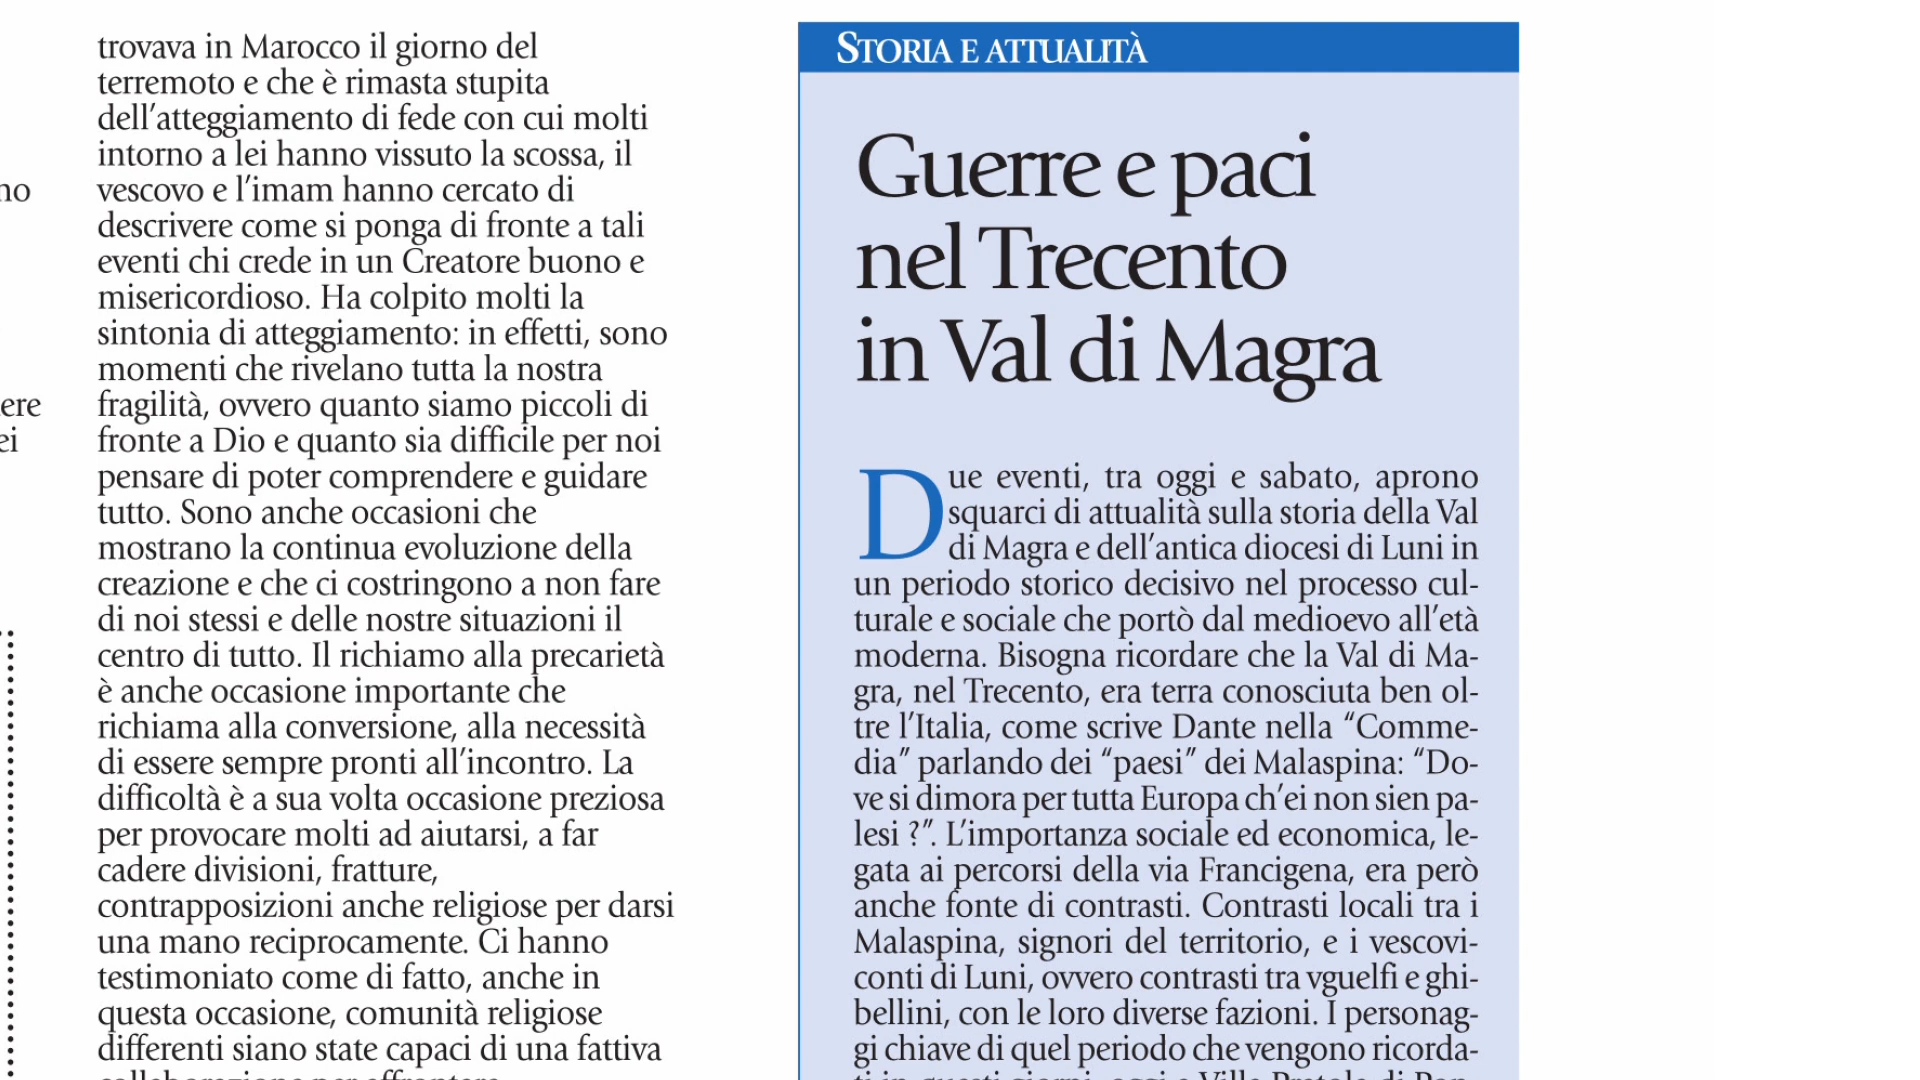 no
ere
ei
trovava in Marocco il giorno del
terremoto e che è rimasta stupita
dell'atteggiamento di fede con cui molti
intorno a lei hanno vissuto la scossa, il
vescovo e l'imam hanno cercato di
descrivere come si ponga di fronte a tali
eventi chi crede in un Creatore buono e
misericordioso. Ha colpito molti la
sintonia di atteggiamento: in effetti, sono
momenti che rivelano tutta la nostra
fragilità, ovvero quanto siamo piccoli di
fronte a Dio e quanto sia difficile per noi
pensare di poter comprendere e guidare
tutto. Sono anche occasioni che
mostrano la continua evoluzione della
creazione e che ci costringono a non fare
di noi stessi e delle nostre situazioni il
centro di tutto. Il richiamo alla precarietà
è anche occasione importante che
richiama alla conversione, alla necessità
di essere sempre pronti all'incontro. La
difficoltà è a sua volta occasione preziosa
per provocare molti ad aiutarsi, a far
cadere divisioni, fratture,
contrapposizioni anche religiose per darsi
una mano reciprocamente. Ci hanno
testimoniato come di fatto, anche in
questa occasione, comunità religiose
differenti siano state capaci di una fattiva
STORIA E ATTUALITÀ
Guerre e paci
nel Trecento
in Val di Magra
Due eventi, tra oggi e sabato, aprono
squarci di attualità sulla storia della Val
di Magra e dell'antica diocesi di Luni in
un periodo storico decisivo nel processo cul-
turale e sociale che portò dal medioevo all'età
moderna. Bisogna ricordare che la Val di Ma-
gra, nel Trecento, era terra conosciuta ben ol-
tre l'Italia, come scrive Dante nella “Comme-
dia” parlando dei “paesi” dei Malaspina: “Do-
ve si dimora per tutta Europa ch'ei non sien pa-
lesi ?”. L'importanza sociale ed economica, le-
gata ai percorsi della via Francigena, era però
anche fonte di contrasti. Contrasti locali tra i
Malaspina, signori del territorio, e i vescovi-
conti di Luni, ovvero contrasti tra vguelfi e ghi-
bellini, con le loro diverse fazioni. I personag-
gi chiave di quel periodo che vengono ricorda-